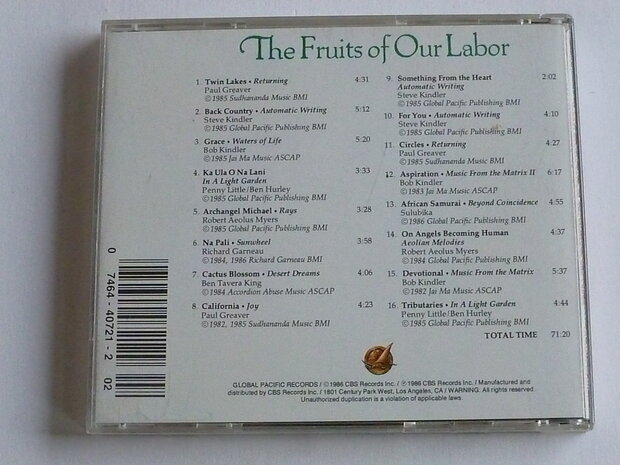 The Fruits of Our Labor
1. Twin Lakes • Returning 4:31
Paul Greaver
©1985 Sudhananda Music BMI
2. Back Country • Automatic Writing 5:12
Steve Kindler
©1985 Global Pacific Publishing BMI
3. Grace • Waters of Life 5:20
Bob Kindler
©1985 Jai Ma Music ASCAP
4. Ka Ula O Na Lani 3:33
In A Light Garden
Penny Little/Ben Hurley
©1985 Global Pacific Publishing BMI
5. Archangel Michael • Rays 3:28
Robert Aeolus Myers
©1985 Global Pacific Publishing BMI
6. Na Pali • Sunwheel 3:58
Richard Garneau
©1984, 1986 Richard Garneau BMI
7. Cactus Blossom • Desert Dreams 4:06
Ben Tavera King
©1984 Accordion Abuse Music ASCAP
8. California • Joy 4:23
Paul Greaver
©1982, 1985 Sudhananda Music BMI
9. Something From the Heart 2:02
Automatic Writing
Steve Kindler
©1985 Global Pacific Publishing BMI
10. For You • Automatic Writing 4:10
Steve Kindler
©1985 Global Pacific Publishing BMI
11. Circles • Returning 4:27
Paul Greaver
©1985 Sudhananda Music BMI
12. Aspiration • Music From the Matrix II 6:17
Bob Kindler
©1983 Jai Ma Music ASCAP
13. African Samurai • Beyond Coincidence 4:55
Sulubika
©1986 Global Pacific Publishing BMI
14. On Angels Becoming Human 4:37
Aeolian Melodies
Robert Aeolus Myers
©1984 Global Pacific Publishing BMI
15. Devotional • Music From the Matrix 5:37
Bob Kindler
©1982 Jai Ma Music ASCAP
16. Tributaries • In A Light Garden 4:44
Penny Little/Ben Hurley
©1985 Global Pacific Publishing BMI
TOTAL TIME 71:20
0 7464-40721-2 02
GLOBAL PACIFIC RECORDS / ©1986 CBS Records Inc. / ℗1986 CBS Records Inc. / Manufactured and
distributed by CBS Records Inc. / 1801 Century Park West, Los Angeles, CA / WARNING: All rights reserved.
Unauthorized duplication is a violation of applicable laws.